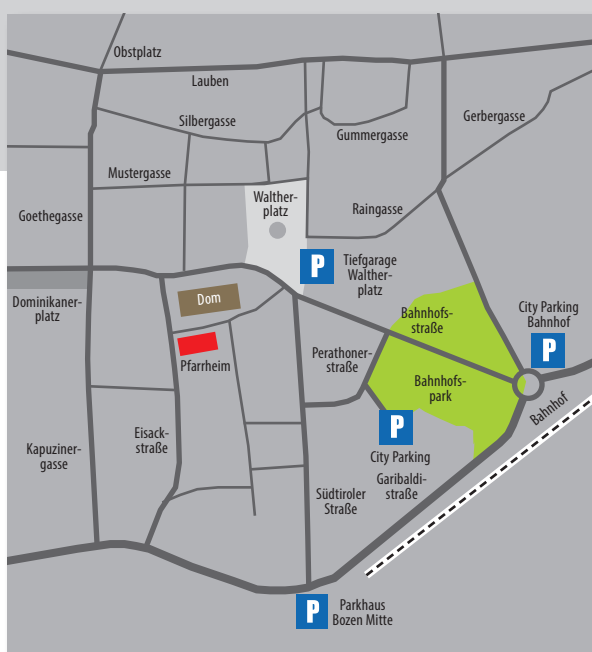 Obstplatz
Lauben
Silbergasse
Gerbergasse
Gummergasse
Mustergasse
Walther-
platz
Raingasse
Goethegasse
P
Tiefgarage
Walther-
platz
Dom
Dominikaner-
platz
Bahnhofs-
straße
City Parking
Bahnhof
P
Perathoner-
straße
Pfarrheim
Bahnhofs-
park
Bahnhof
P
Eisack-
straße
Kapuziner-
gasse
City Parking
Garibaldi-
straße
Südtiroler
Straße
P
Parkhaus
Bozen Mitte